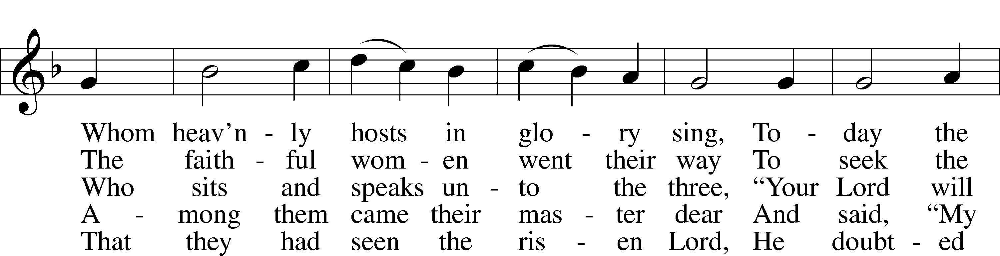 Whom heav’n - ly hosts in glo - ry sing, To - day the
The faith - ful wom - en went their way To seek the
Who sits and speaks un - to the three, “Your Lord will
A - mong them came their mas - ter dear And said, “My
That they had seen the ris - en Lord, He doubt - ed